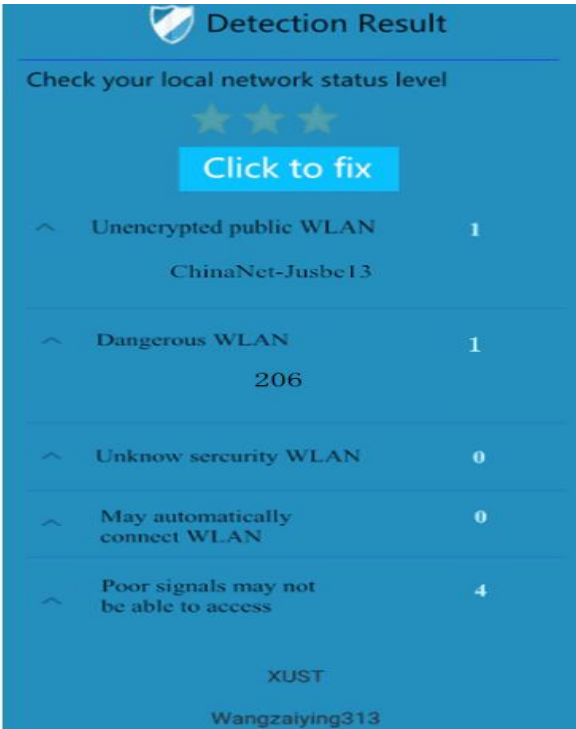 Detection Result
Check your local network status level
Click to fix
Unencrypted public WLAN 1
ChinaNet-Jusbe13
Dangerous WLAN 1
206
Unknow sercurity WLAN 0
May automatically
connect WLAN 0
Poor signals may not
be able to access 4
XUST
Wangzaiying313